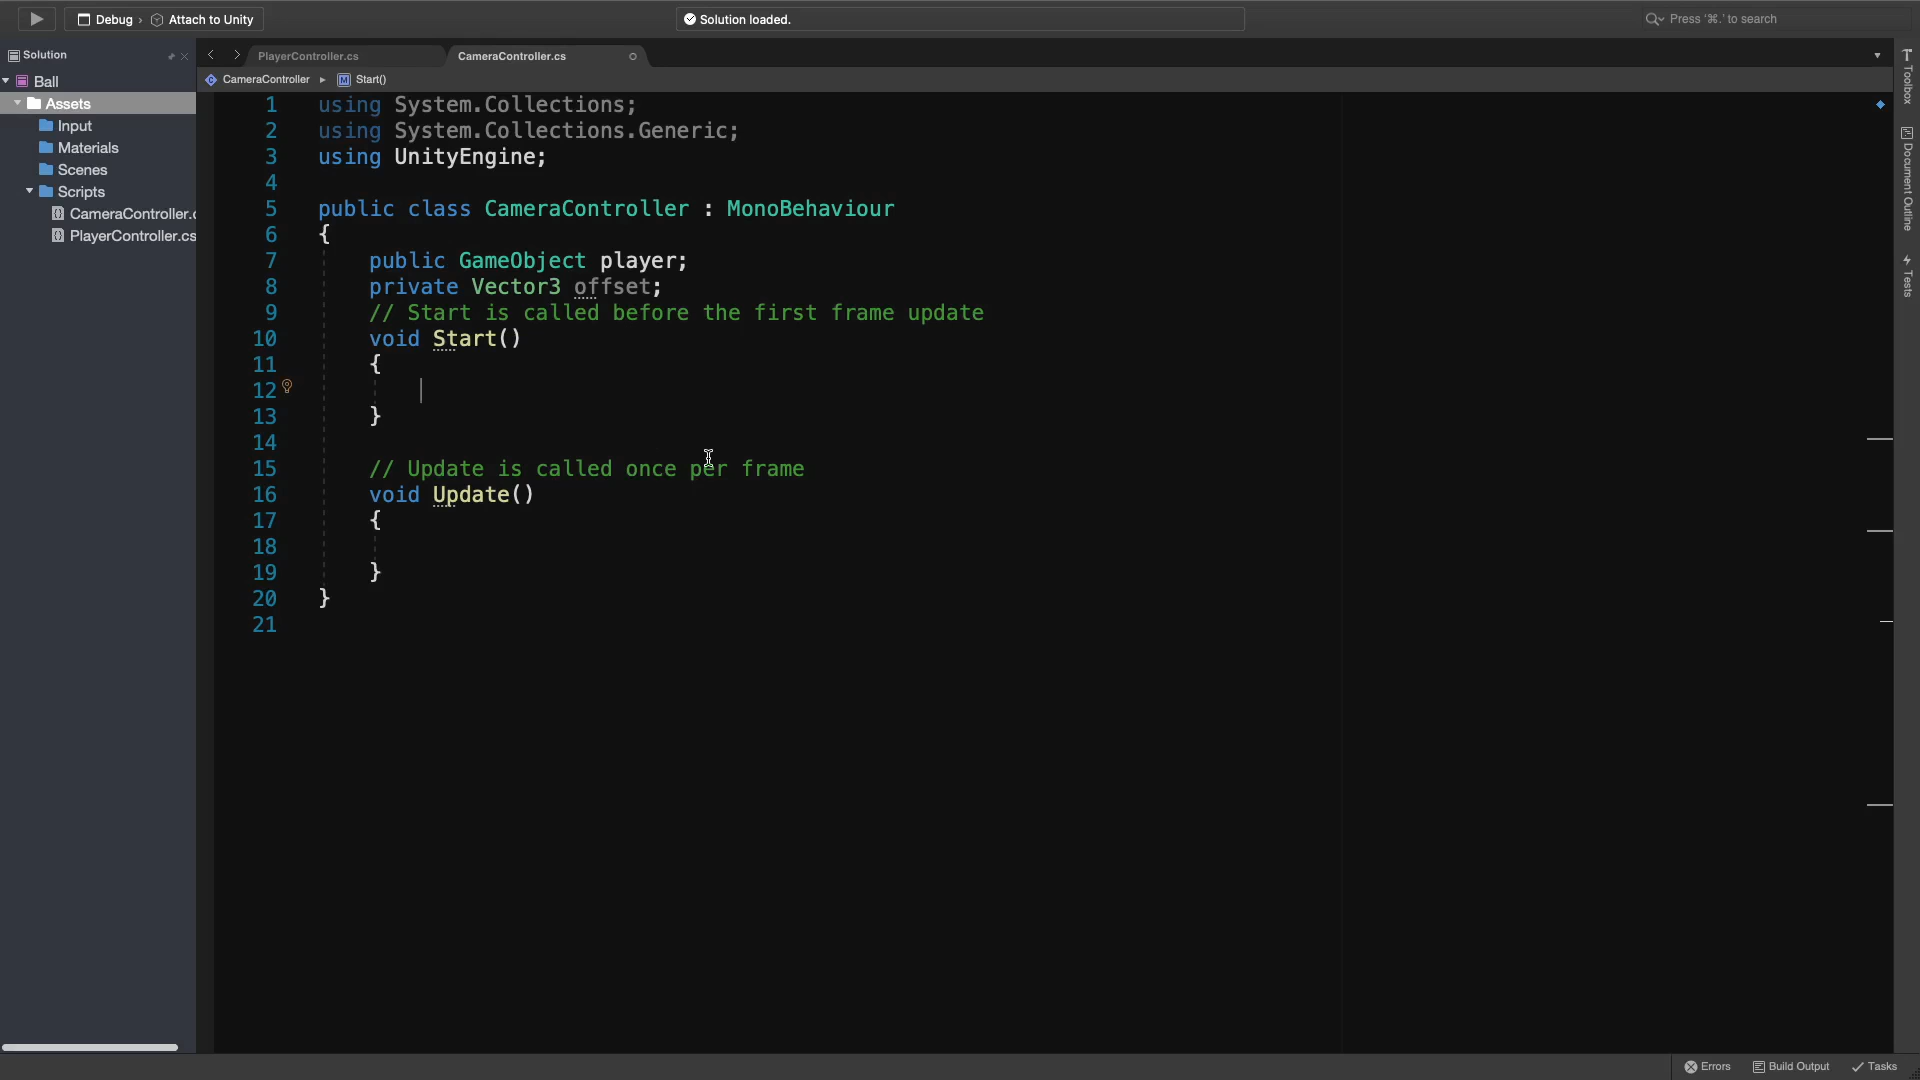 Debug › Attach to Unity
Solution loaded.
Press '⌘.' to search
Solution
PlayerController.cs
CameraController.cs
CameraController ▸ Start()
Ball
Assets
Input
Materials
Scenes
Scripts
CameraController.c
PlayerController.cs
1 using System.Collections;
2 using System.Collections.Generic;
3 using UnityEngine;
4
5 public class CameraController : MonoBehaviour
6 {
7 public GameObject player;
8 private Vector3 offset;
9 // Start is called before the first frame update
10 void Start()
11 {
12
13 }
14
15 // Update is called once per frame
16 void Update()
17 {
18
19 }
20 }
21
Toolbox
Document Outline
Tests
Errors
Build Output
Tasks